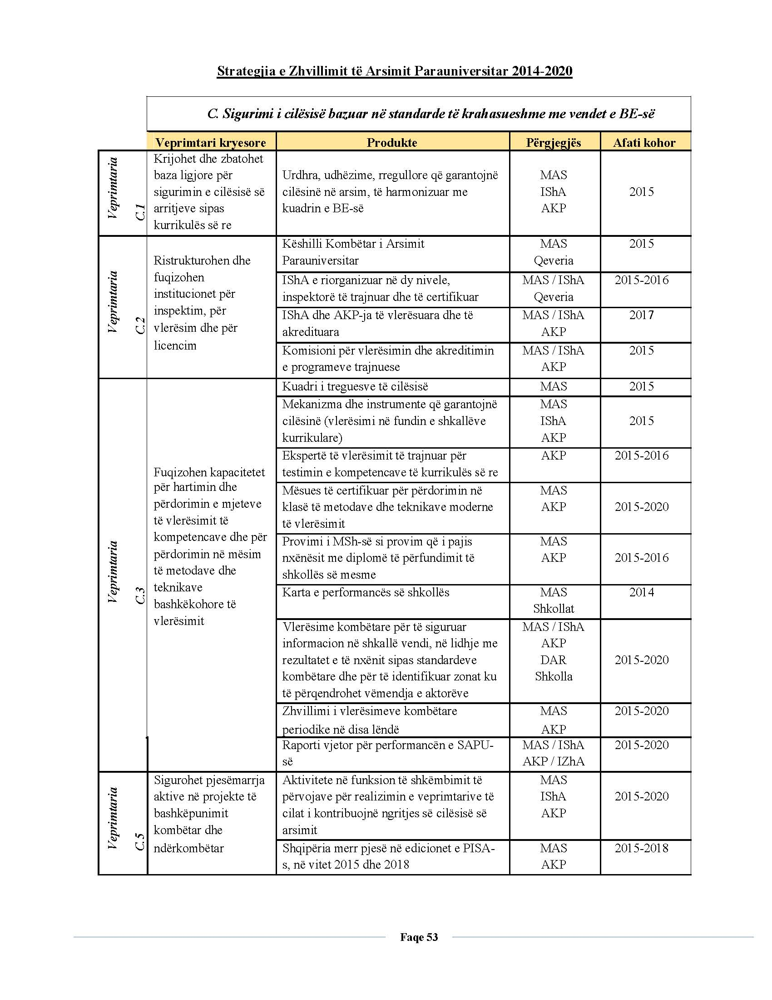 Strategjia e Zhvillimit të Arsimit Parauniversitar 2014-2020
C. Sigurimi i cilësisë bazuar në standarde të krahasueshme me vendet e BE-së
Veprimtari kryesore
Produkte
Përgjegjës
Afati kohor
Veprimtaria
C.1
Krijohet dhe zbatohet
baza ligjore për
sigurimin e cilësisë së
arritjeve sipas
kurrikulës së re
Urdhra, udhëzime, rregullore që garantojnë
cilësinë në arsim, të harmonizuar me
kuadrin e BE-së
MAS
IShA
AKP
2015
Veprimtaria
C.2
Ristrukturohen dhe
fuqizohen
institucionet për
inspektim, për
vlerësim dhe për
licencim
Këshilli Kombëtar i Arsimit
Parauniversitar
MAS
Qeveria
2015
IShA e riorganizuar në dy nivele,
inspektorë të trajnuar dhe të certifikuar
MAS / IShA
Qeveria
2015-2016
IShA dhe AKP-ja të vlerësuara dhe të
akredituara
MAS / IShA
AKP
2017
Komisioni për vlerësimin dhe akreditimin
e programeve trajnuese
MAS / IShA
AKP
2015
Veprimtaria
C.3
Fuqizohen kapacitetet
për hartimin dhe
përdorimin e mjeteve
të vlerësimit të
kompetencave dhe për
përdorimin në mësim
të metodave dhe
teknikave
bashkëkohore të
vlerësimit
Kuadri i treguesve të cilësisë
MAS
2015
Mekanizma dhe instrumente që garantojnë
cilësinë (vlerësimi në fundin e shkallëve
kurrikulare)
MAS
IShA
AKP
2015
Ekspertë të vlerësimit të trajnuar për
testimin e kompetencave të kurrikulës së re
AKP
2015-2016
Mësues të certifikuar për përdorimin në
klasë të metodave dhe teknikave moderne
të vlerësimit
MAS
AKP
2015-2020
Provimi i MSh-së si provim që i pajis
nxënësit me diplomë të përfundimit të
shkollës së mesme
MAS
AKP
2015-2016
Karta e performancës së shkollës
MAS
Shkollat
2014
Vlerësime kombëtare për të siguruar
informacion në shkallë vendi, në lidhje me
rezultatet e të nxënit sipas standardeve
kombëtare dhe për të identifikuar zonat ku
të përqendrohet vëmendja e aktorëve
MAS / IShA
AKP
DAR
Shkolla
2015-2020
Zhvillimi i vlerësimeve kombëtare
periodike në disa lëndë
MAS
AKP
2015-2020
Raporti vjetor për performancën e SAPU-
së
MAS / IShA
AKP / IZhA
2015-2020
Veprimtaria
C.5
Sigurohet pjesëmarrja
aktive në projekte të
bashkëpunimit
kombëtar dhe
ndërkombëtar
Aktivitete në funksion të shkëmbimit të
përvojave për realizimin e veprimtarive të
cilat i kontribuojnë ngritjes së cilësisë së
arsimit
MAS
IShA
AKP
2015-2020
Shqipëria merr pjesë në edicionet e PISA-
s, në vitet 2015 dhe 2018
MAS
AKP
2015-2018
Faqe 53